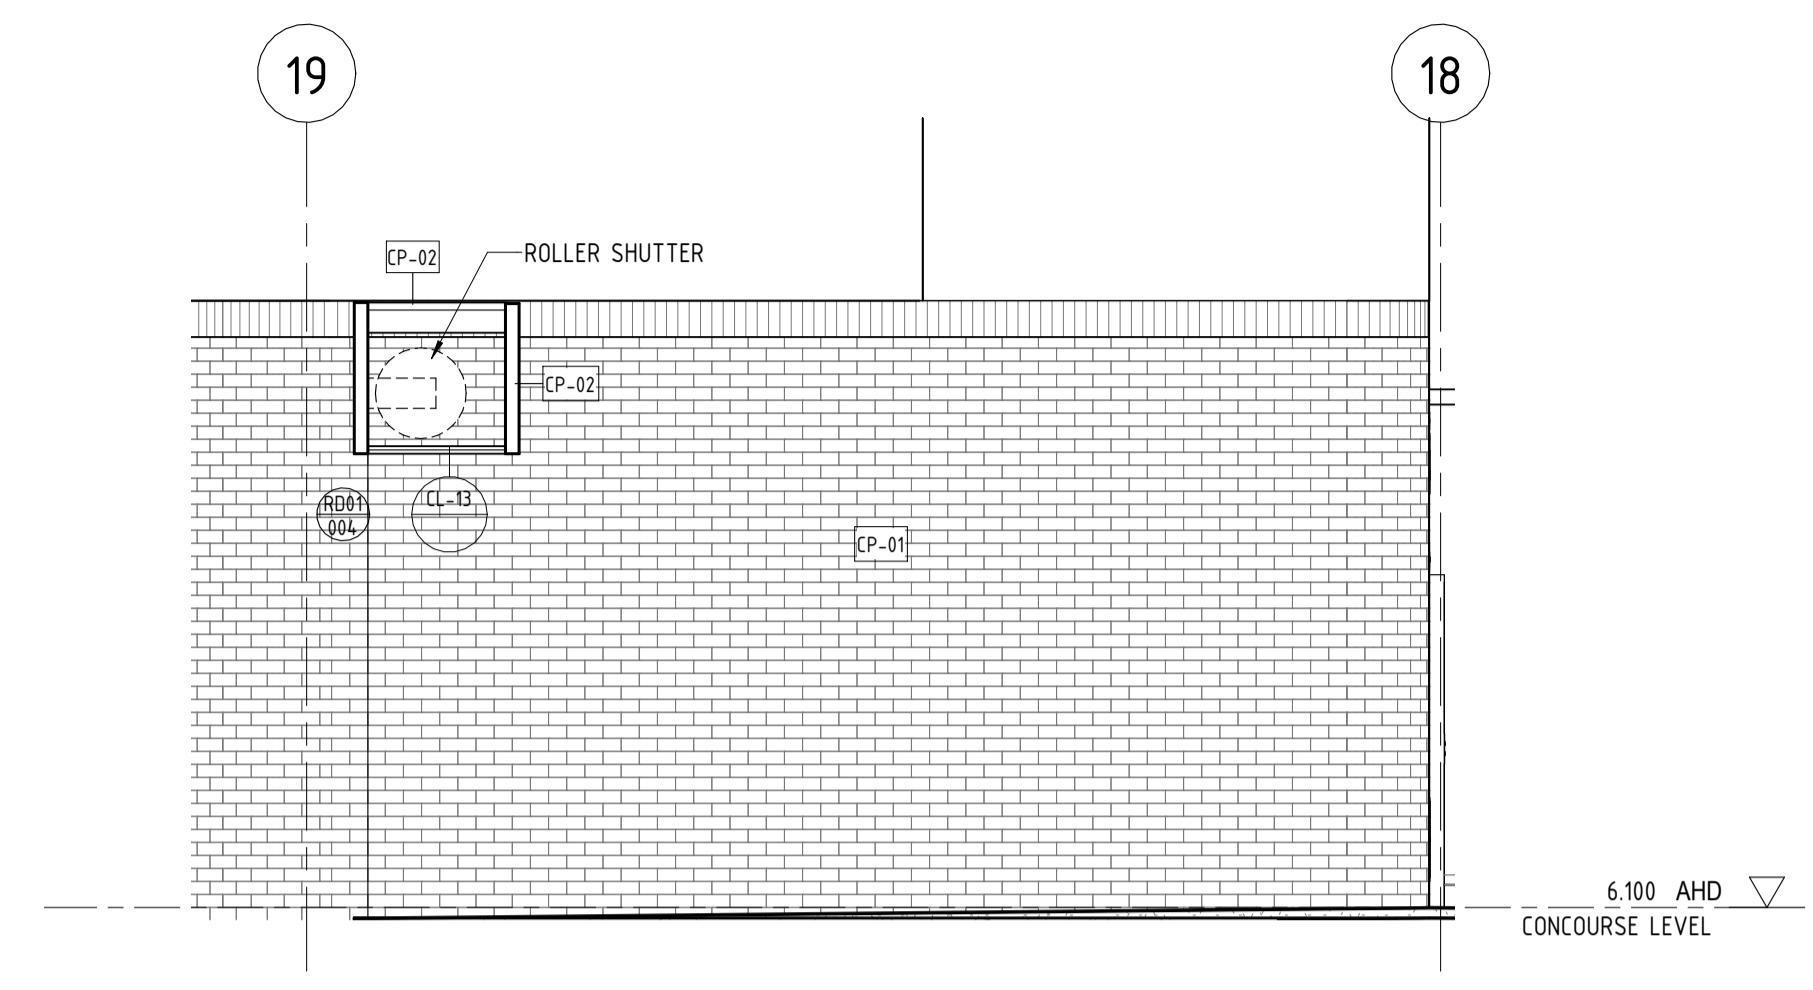 19
18
CP-02
ROLLER SHUTTER
CP-02
RD01
004
CL-13
CP-01
6.100 AHD
CONCOURSE LEVEL